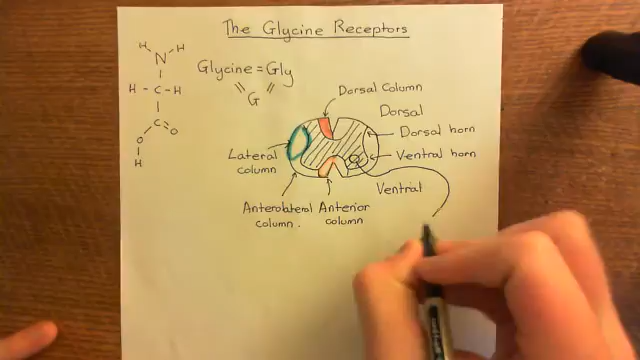 The Glycine Receptors
H H
N
H - C - H
C
O O
H
Glycine = Gly
G
Dorsal Column
Dorsal
Dorsal horn
Ventral horn
Ventral
Lateral
column
Anterolateral
column.
Anterior
column